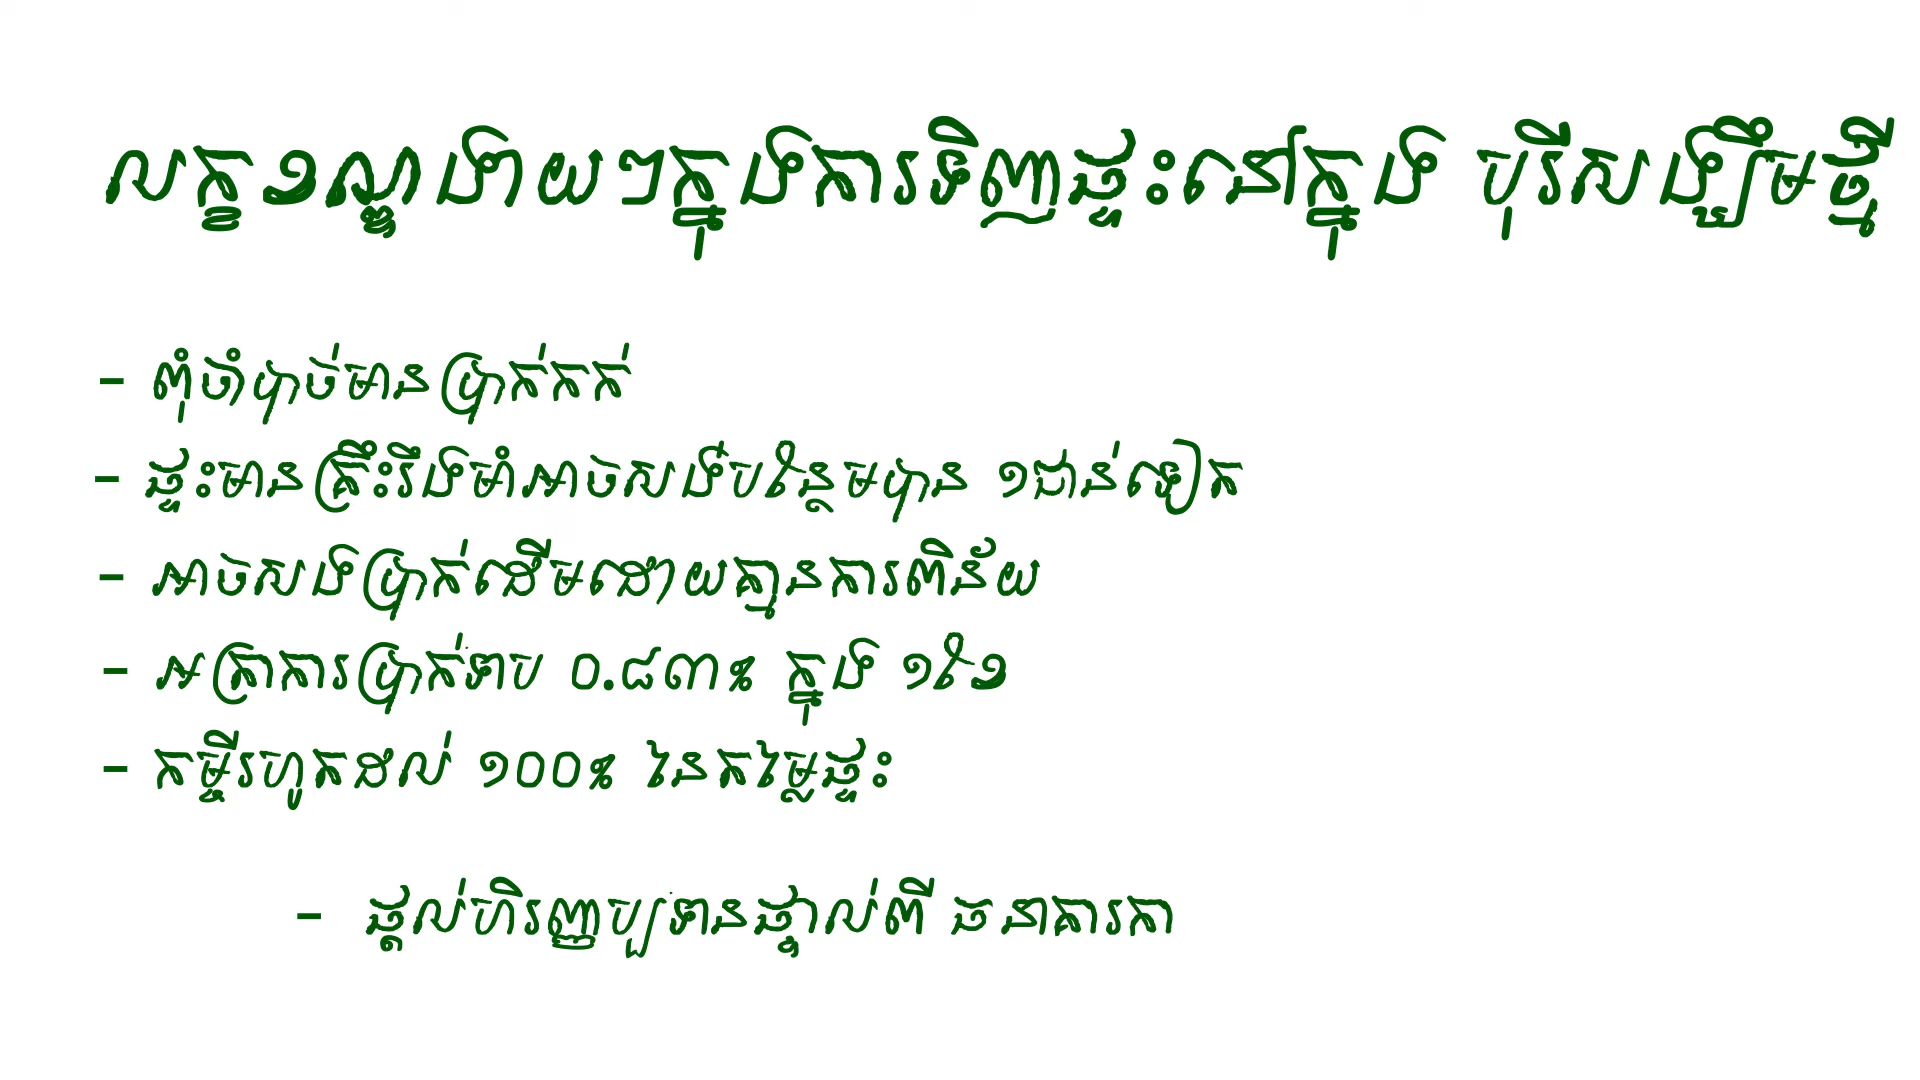 លក្ខខណ្ឌងាយៗក្នុងការទិញផ្ទះនៅក្នុង បុរីសង្ឃឹមថ្មី
- ពុំចាំបាច់មានប្រាក់កក់
- ផ្ទះមានគ្រឹះរឹងមាំអាចសង់បន្ថែមបាន ១ជាន់ទៀត
- អាចសងប្រាក់ដើមដោយគ្មានការពិន័យ
- អត្រាការប្រាក់ទាប ០.៨៣% ក្នុង ១ខែ
- កម្ចីរហូតដល់ ១០០% នៃតម្លៃផ្ទះ
- ផ្តល់ហិរញ្ញប្បទានផ្ទាល់ពី ធនាគារកា